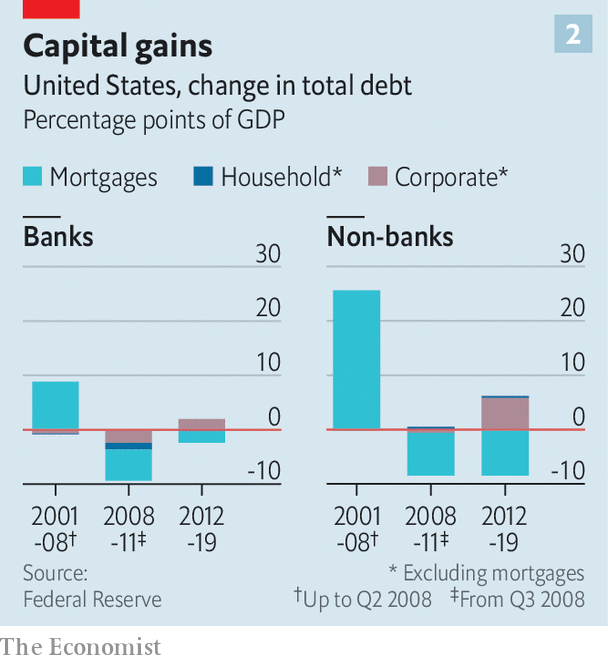 Capital gains
2
United States, change in total debt
Percentage points of GDP
Mortgages Household* Corporate*
Banks
30
20
10
0
-10
2001 2008 2012
-08† -11‡ -19
Non-banks
30
20
10
0
-10
2001 2008 2012
-08† -11‡ -19
Source:
Federal Reserve
* Excluding mortgages
†Up to Q2 2008 ‡From Q3 2008
The Economist